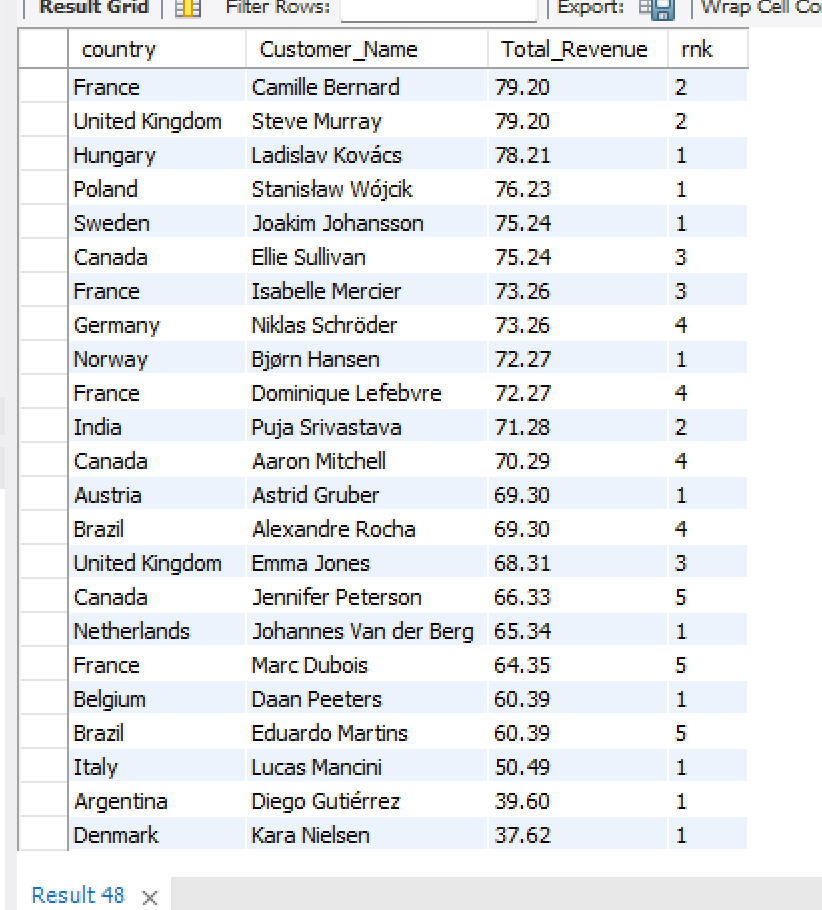 Result Grid Filter Rows: Export: Wrap Cell Co
country Customer_Name Total_Revenue rnk
France Camille Bernard 79.20 2
United Kingdom Steve Murray 79.20 2
Hungary Ladislav Kovács 78.21 1
Poland Stanisław Wójcik 76.23 1
Sweden Joakim Johansson 75.24 1
Canada Ellie Sullivan 75.24 3
France Isabelle Mercier 73.26 3
Germany Niklas Schröder 73.26 4
Norway Bjørn Hansen 72.27 1
France Dominique Lefebvre 72.27 4
India Puja Srivastava 71.28 2
Canada Aaron Mitchell 70.29 4
Austria Astrid Gruber 69.30 1
Brazil Alexandre Rocha 69.30 4
United Kingdom Emma Jones 68.31 3
Canada Jennifer Peterson 66.33 5
Netherlands Johannes Van der Berg 65.34 1
France Marc Dubois 64.35 5
Belgium Daan Peeters 60.39 1
Brazil Eduardo Martins 60.39 5
Italy Lucas Mancini 50.49 1
Argentina Diego Gutiérrez 39.60 1
Denmark Kara Nielsen 37.62 1
Result 48